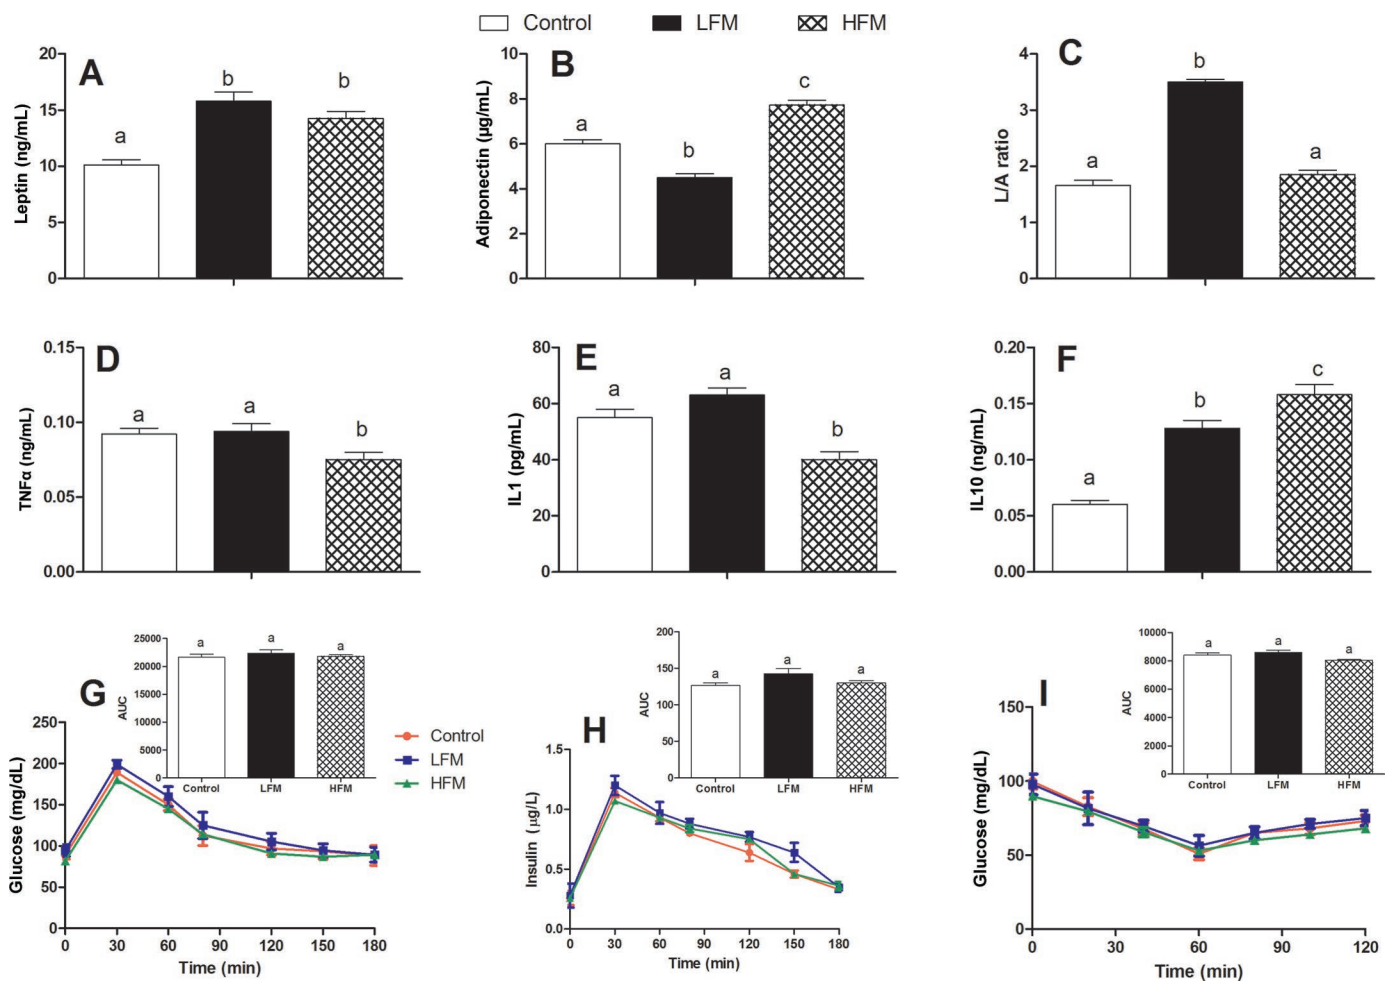 Control LFM HFM
A
Leptin (ng/mL)
20
15
10
5
0
a
b
b
B
Adiponectin (µg/mL)
10
8
6
4
2
0
a
b
c
C
L/A ratio
4
3
2
1
0
a
b
a
D
TNFα (ng/mL)
0.15
0.10
0.05
0.00
a
a
b
E
IL1 (pg/mL)
80
60
40
20
0
a
a
b
F
IL10 (ng/mL)
0.20
0.15
0.10
0.05
0.00
a
b
c
G
AUC
25000
20000
15000
10000
5000
0
a
a
a
Control LFM HFM
Glucose (mg/dL)
250
200
150
100
50
0
0 30 60 90 120 150 180
Time (min)
Control
LFM
HFM
H
AUC
200
150
100
50
0
a
a
a
Control LFM HFM
Insulin (µg/L)
1.5
1.0
0.5
0.0
0 30 60 90 120 150 180
Time (min)
I
AUC
10000
8000
6000
4000
2000
0
a
a
a
Control LFM HFM
Glucose (mg/dL)
150
100
50
0
0 30 60 90 120
Time (min)